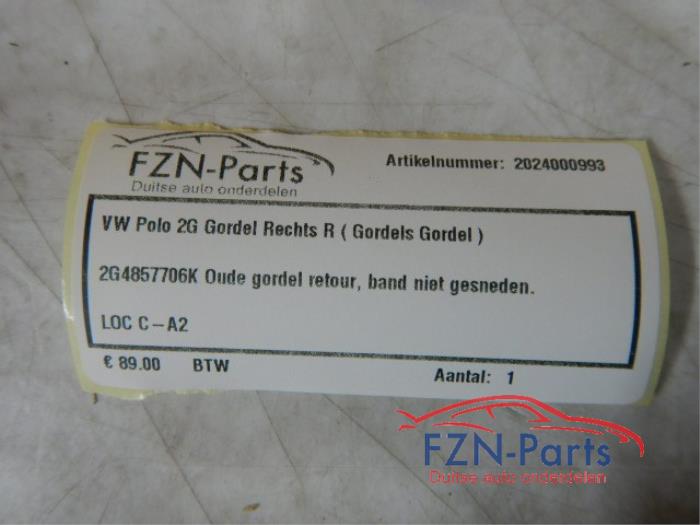 FZN-Parts
Duitse auto onderdelen
Artikelnummer: 2024000993
VW Polo 2G Gordel Rechts R ( Gordels Gordel )
2G4857706K Oude gordel retour, band niet gesneden.
LOC C-A2
€ 89.00 BTW
Aantal: 1
FZN-Parts
Duitse auto onderdelen